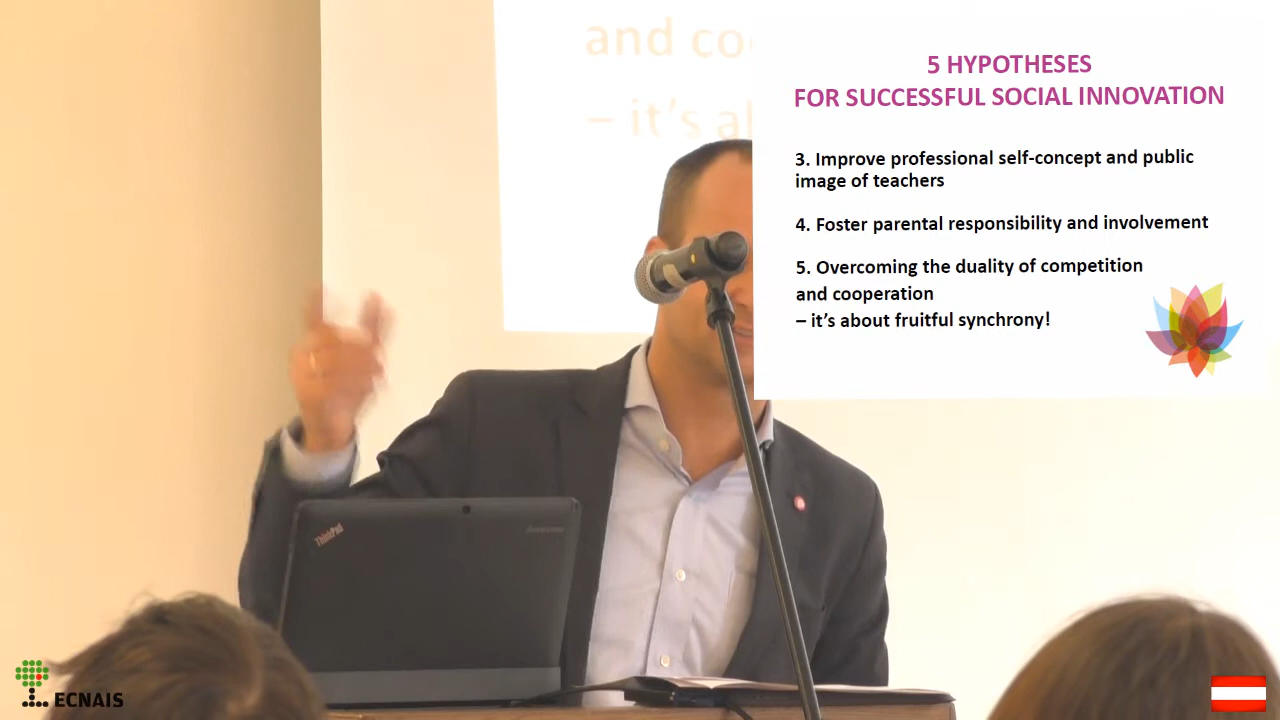 and co
– it's al
5 HYPOTHESES
FOR SUCCESSFUL SOCIAL INNOVATION
3. Improve professional self-concept and public
image of teachers
4. Foster parental responsibility and involvement
5. Overcoming the duality of competition
and cooperation
– it's about fruitful synchrony!
ThinkPad
ECNAIS